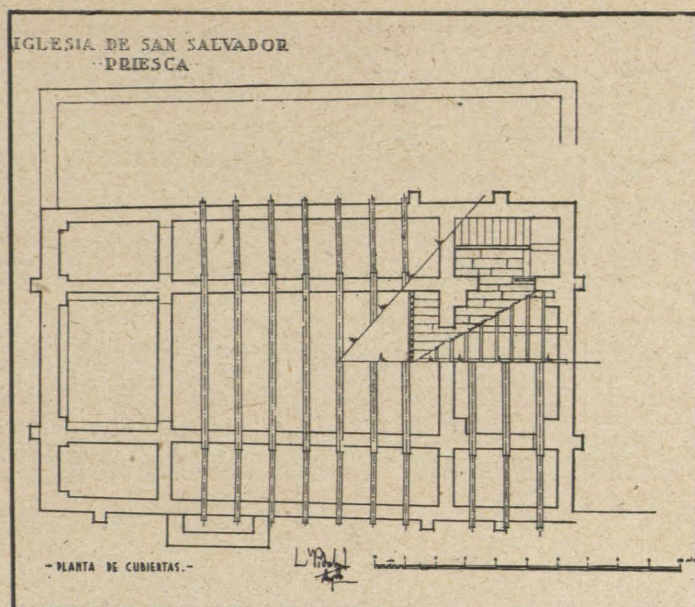 IGLESIA DE SAN SALVADOR
PRIESCA
- PLANTA DE CUBIERTAS.-